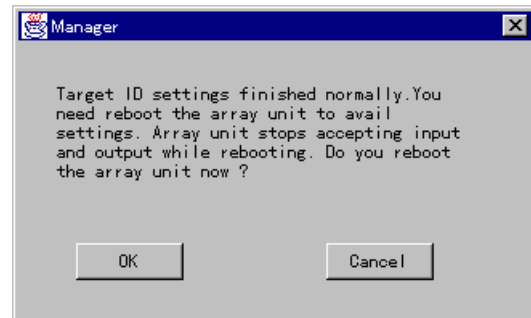 Manager
Target ID settings finished normally.You
need reboot the array unit to avail
settings. Array unit stops accepting input
and output while rebooting. Do you reboot
the array unit now ?
OK
Cancel